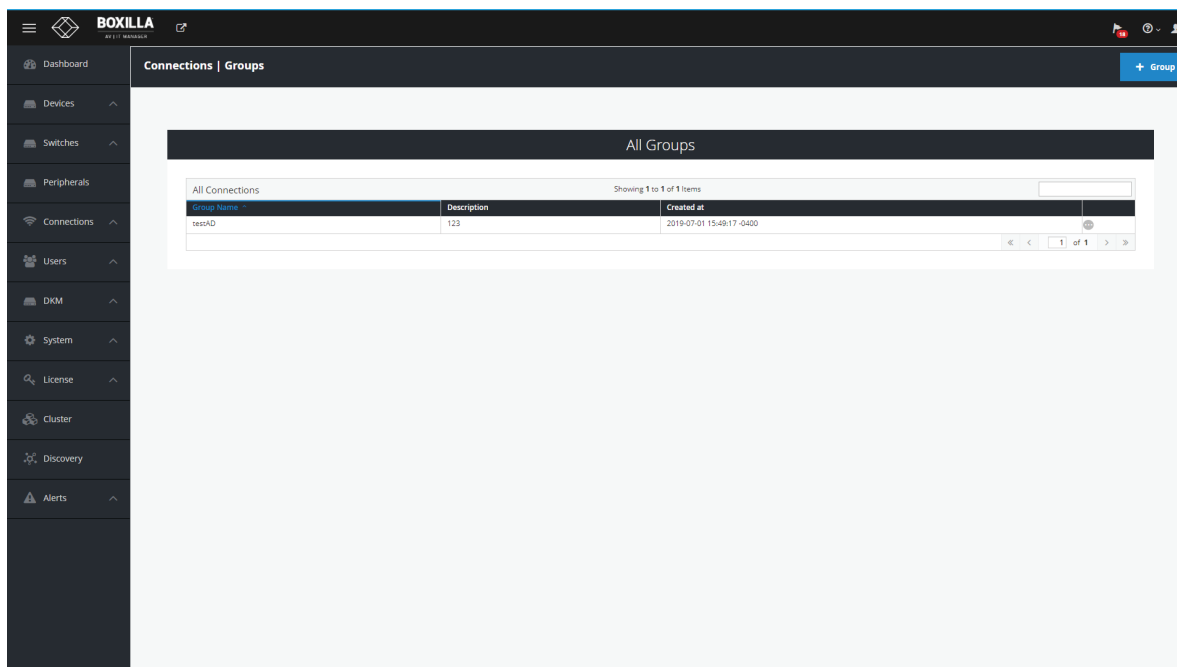 BOXILLA
AV | IT MANAGER
18
Dashboard
Connections | Groups
+ Group
Devices
Switches
All Groups
Peripherals
All Connections
Showing 1 to 1 of 1 Items
Group Name
Description
Created at
testAD
123
2019-07-01 15:49:17 -0400
1 of 1
Connections
Users
DKM
System
License
Cluster
Discovery
Alerts